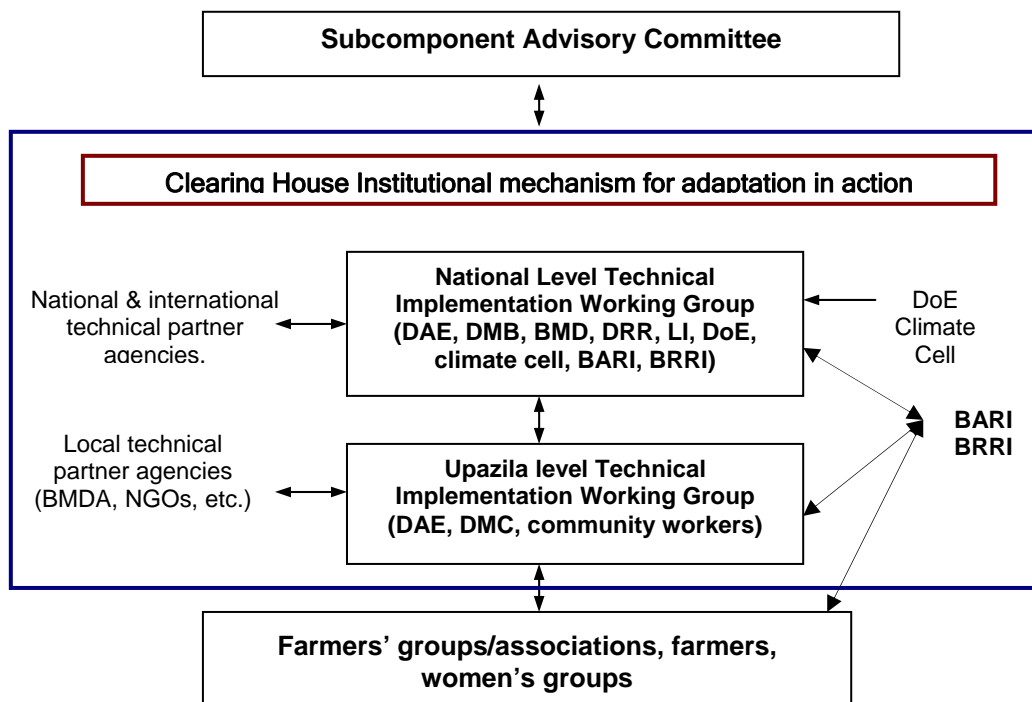 Subcomponent Advisory Committee
Clearing House Institutional mechanism for adaptation in action
National & international
technical partner
agencies.
National Level Technical
Implementation Working Group
(DAE, DMB, BMD, DRR, LI, DoE,
climate cell, BARI, BRRI)
DoE
Climate
Cell
BARI
BRRI
Local technical
partner agencies
(BMDA, NGOs, etc.)
Upazila level Technical
Implementation Working Group
(DAE, DMC, community workers)
Farmers’ groups/associations, farmers,
women’s groups